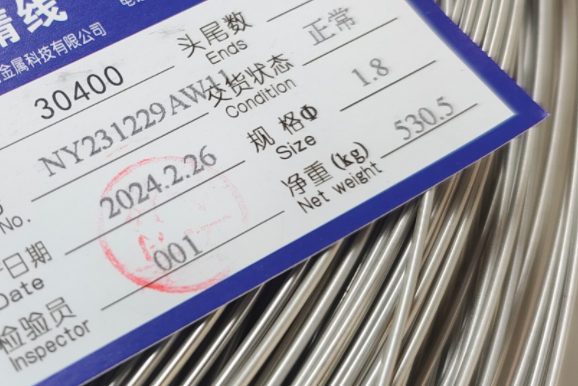 线
金属科技有限公司
30400
头尾数 正常
Ends
NY231229AW11
交货状态 1.8
Condition
No.
2024.2.26
规 格Φ 530.5
Size
日期
Date
001
净重(kg)
Net weight
检验员
Inspector